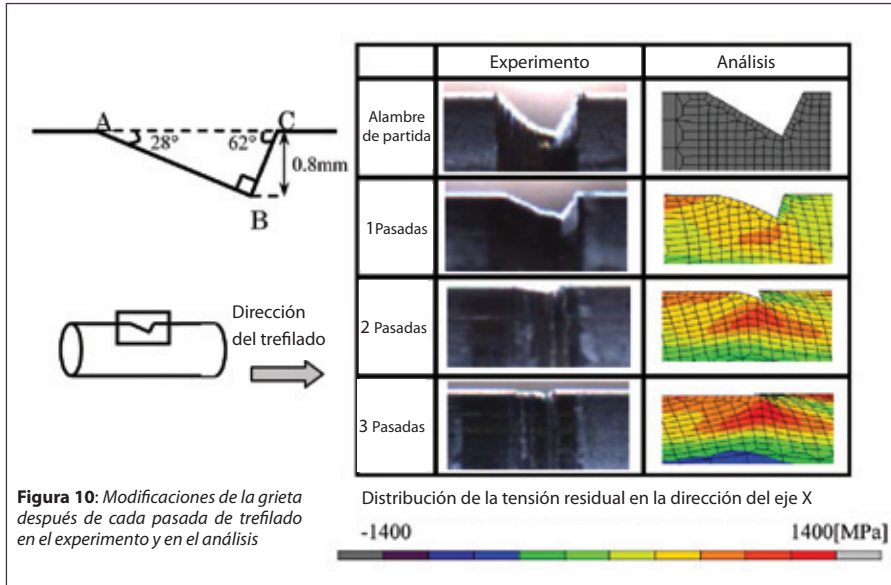 A
C
28°
62°
0.8mm
B
Dirección
del trefilado
Experimento
Análisis
Alambre
de partida
1 Pasadas
2 Pasadas
3 Pasadas
Figura 10: Modificaciones de la grieta
después de cada pasada de trefilado
en el experimento y en el análisis
Distribución de la tensión residual en la dirección del eje X
-1400
1400[MPa]